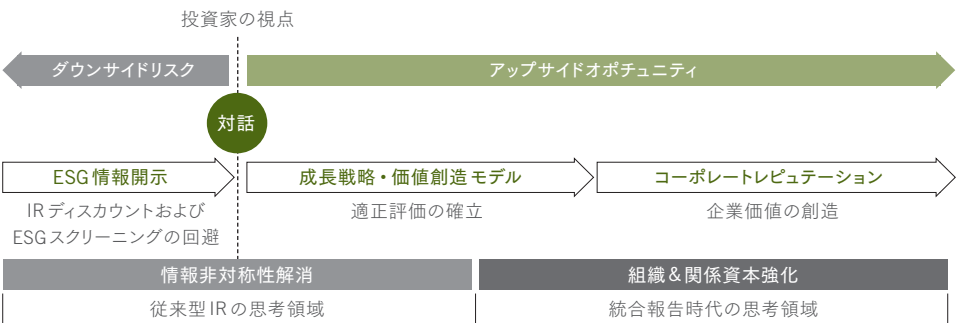 投資家の視点
ダウンサイドリスク
アップサイドオポチュニティ
対話
ESG情報開示
成長戦略・価値創造モデル
コーポレートレピュテーション
IRディスカウントおよび
ESGスクリーニングの回避
適正評価の確立
企業価値の創造
情報非対称性解消
組織＆関係資本強化
従来型IRの思考領域
統合報告時代の思考領域